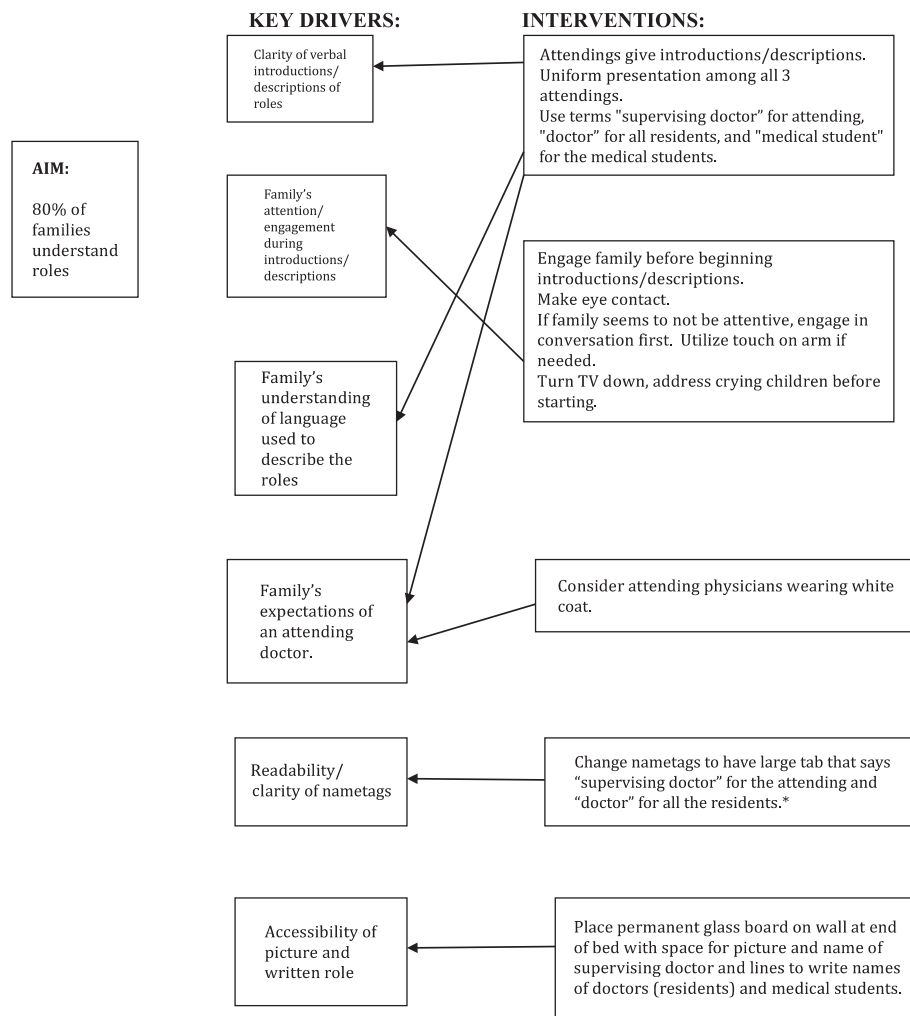 KEY DRIVERS:
INTERVENTIONS:
AIM:
80% of
families
understand
roles
Clarity of verbal
introductions/
descriptions of
roles
Attendings give introductions/descriptions.
Uniform presentation among all 3
attendings.
Use terms "supervising doctor” for attending,
"doctor” for all residents, and "medical student"
for the medical students.
Family’s
attention/
engagement
during
introductions/
descriptions
Engage family before beginning
introductions/descriptions.
Make eye contact.
If family seems to not be attentive, engage in
conversation first.  Utilize touch on arm if
needed.
Turn TV down, address crying children before
starting.
Family’s
understanding
of language
used to
describe the
roles
Family’s
expectations of
an attending
doctor.
Consider attending physicians wearing white
coat.
Readability/
clarity of nametags
Change nametags to have large tab that says
“supervising doctor” for the attending and
“doctor” for all the residents.*
Accessibility of
picture and
written role
Place permanent glass board on wall at end
of bed with space for picture and name of
supervising doctor and lines to write names
of doctors (residents) and medical students.